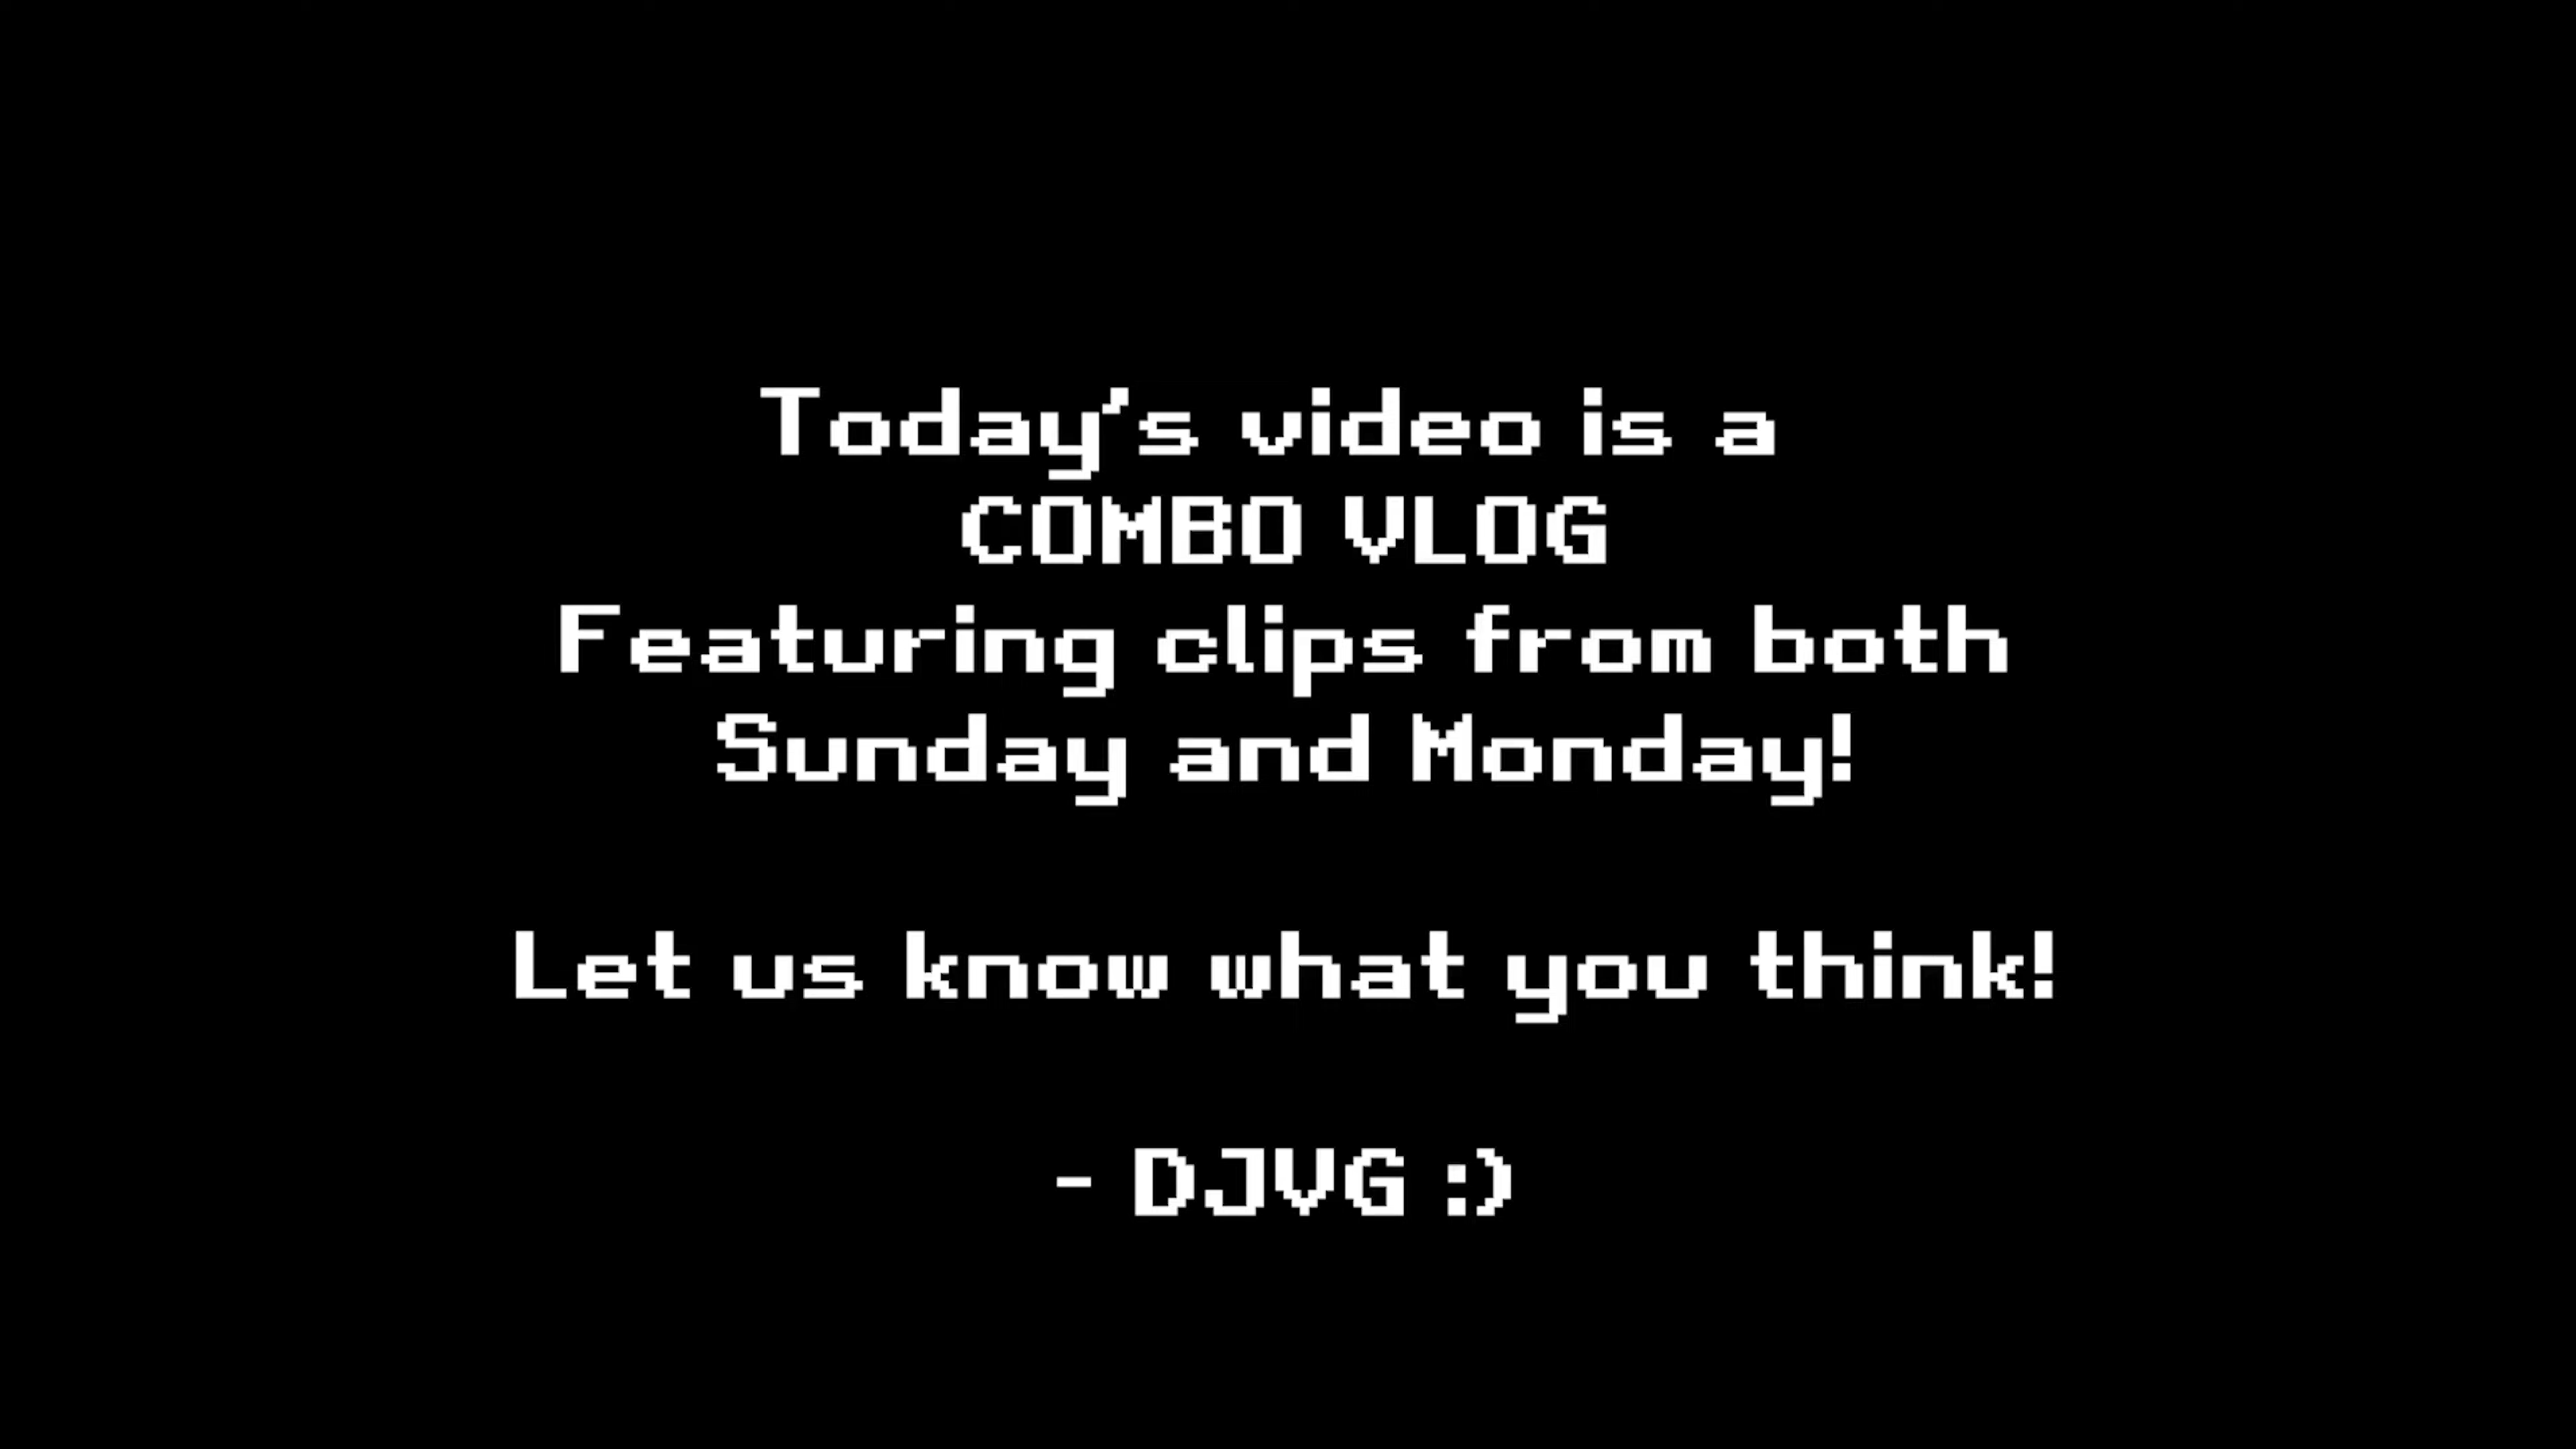 Today's video is a
COMBO VLOG
Featuring clips from both
Sunday and Monday!
Let us know what you think!
- DJVG :)